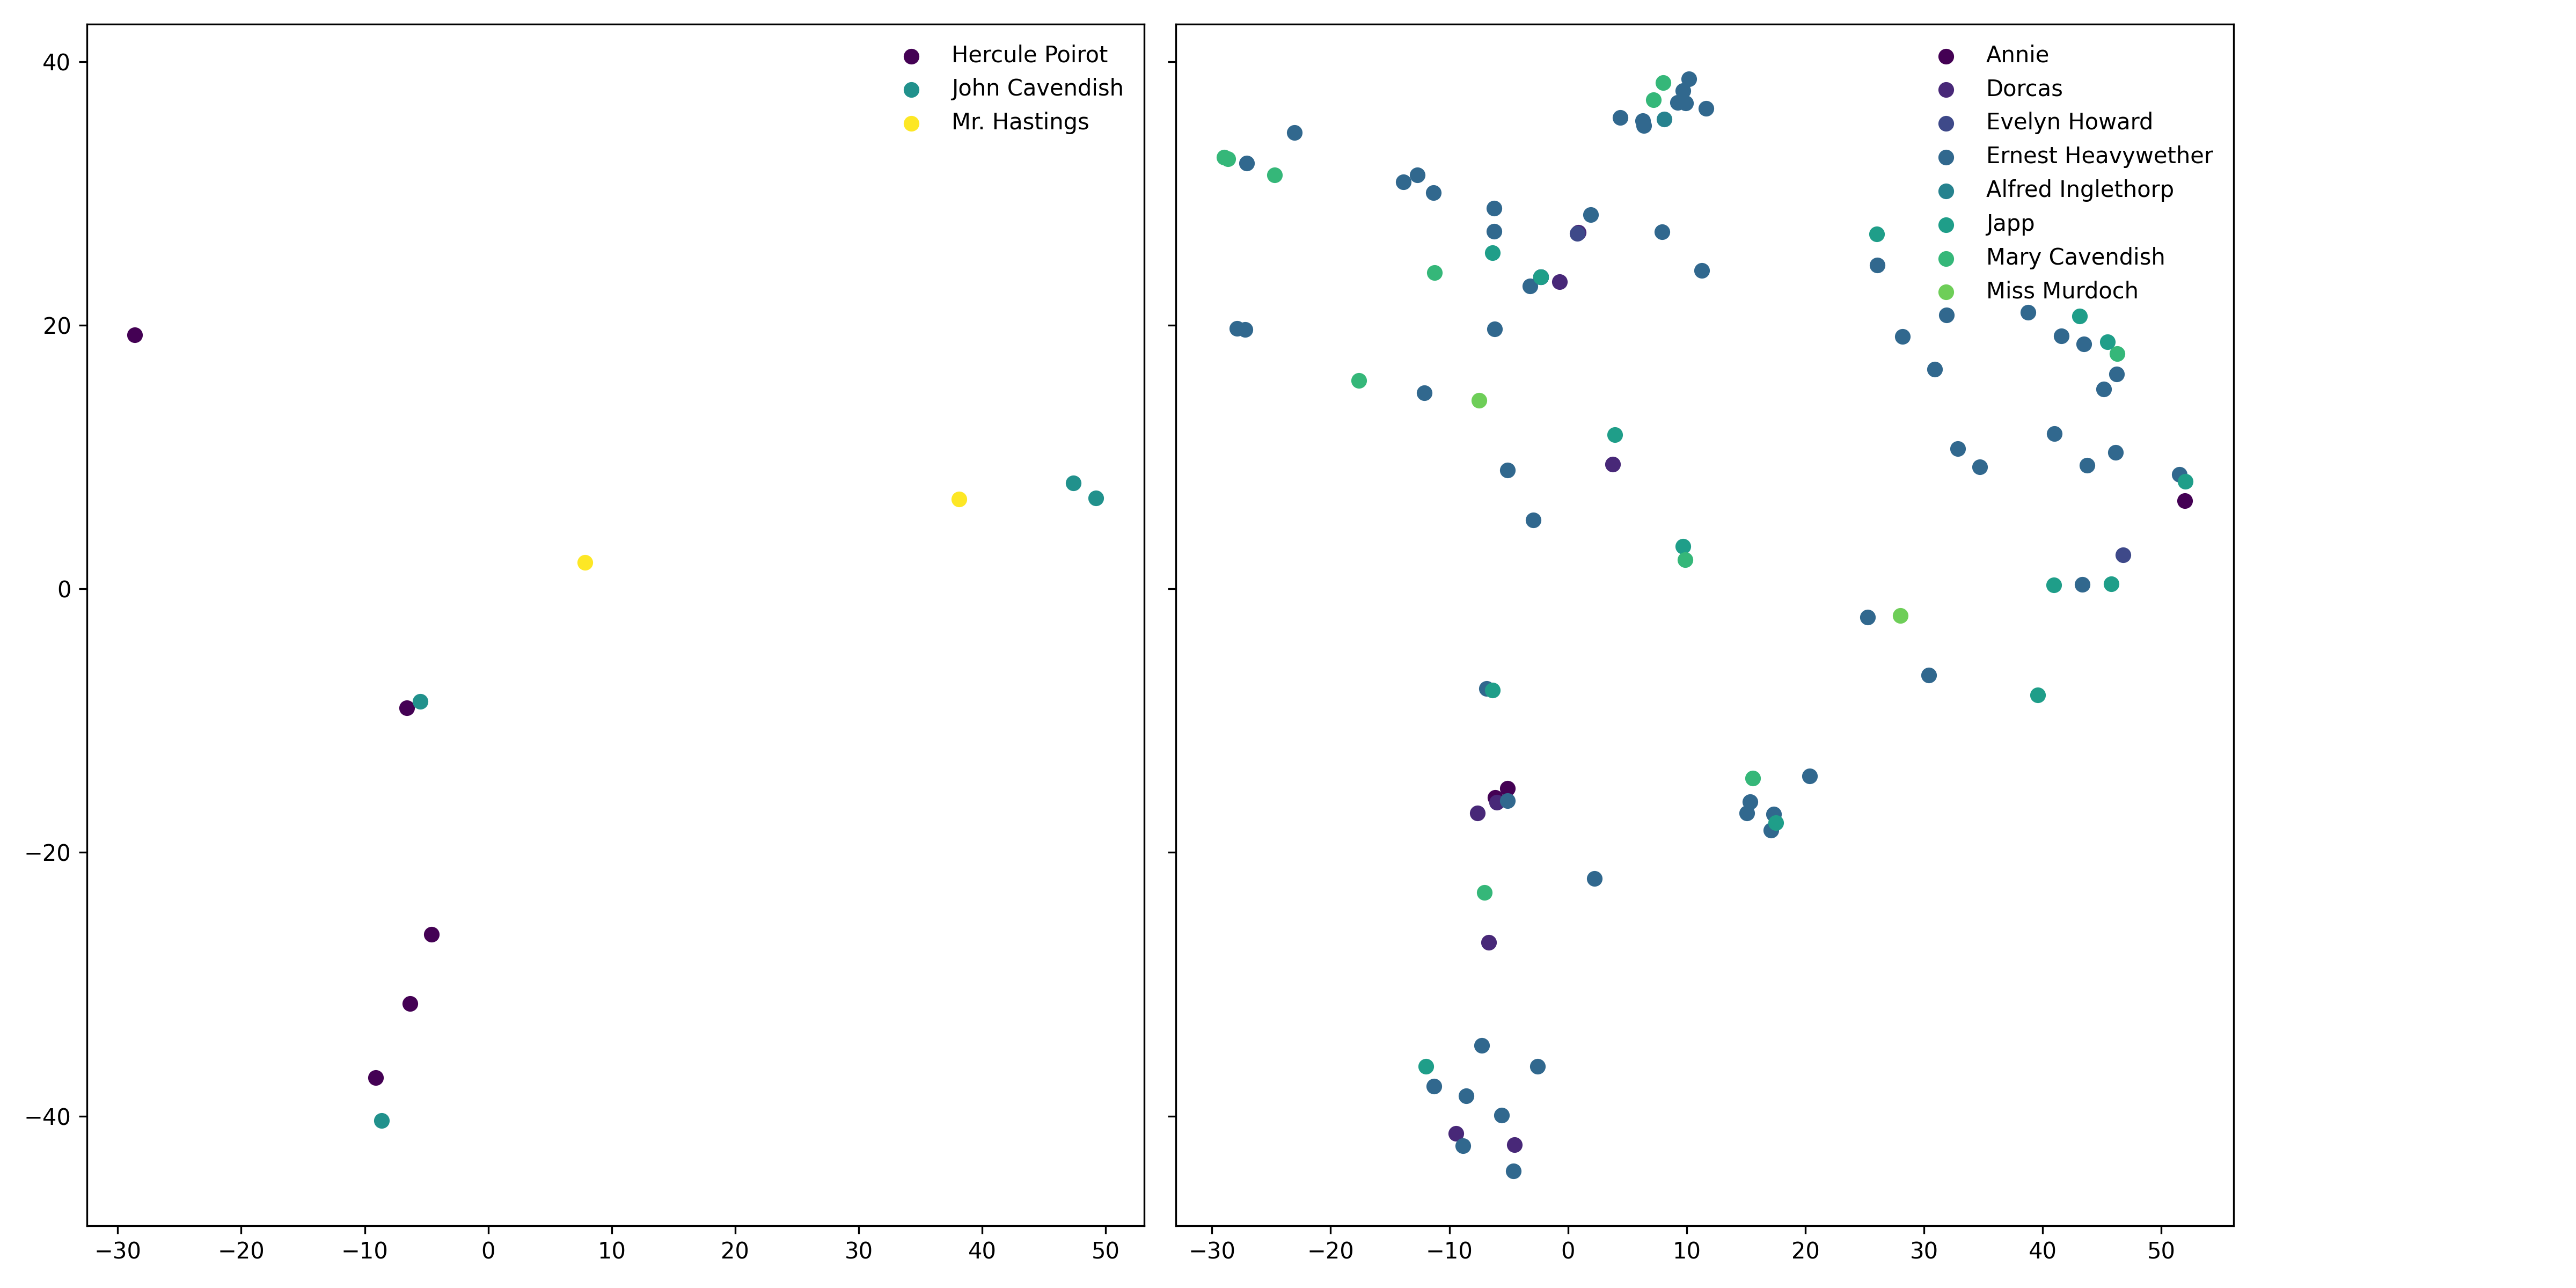 Hercule Poirot
John Cavendish
Mr. Hastings
40
20
0
−20
−40
−30 −20 −10 0 10 20 30 40 50
Annie
Dorcas
Evelyn Howard
Ernest Heavywether
Alfred Inglethorp
Japp
Mary Cavendish
Miss Murdoch
−30 −20 −10 0 10 20 30 40 50